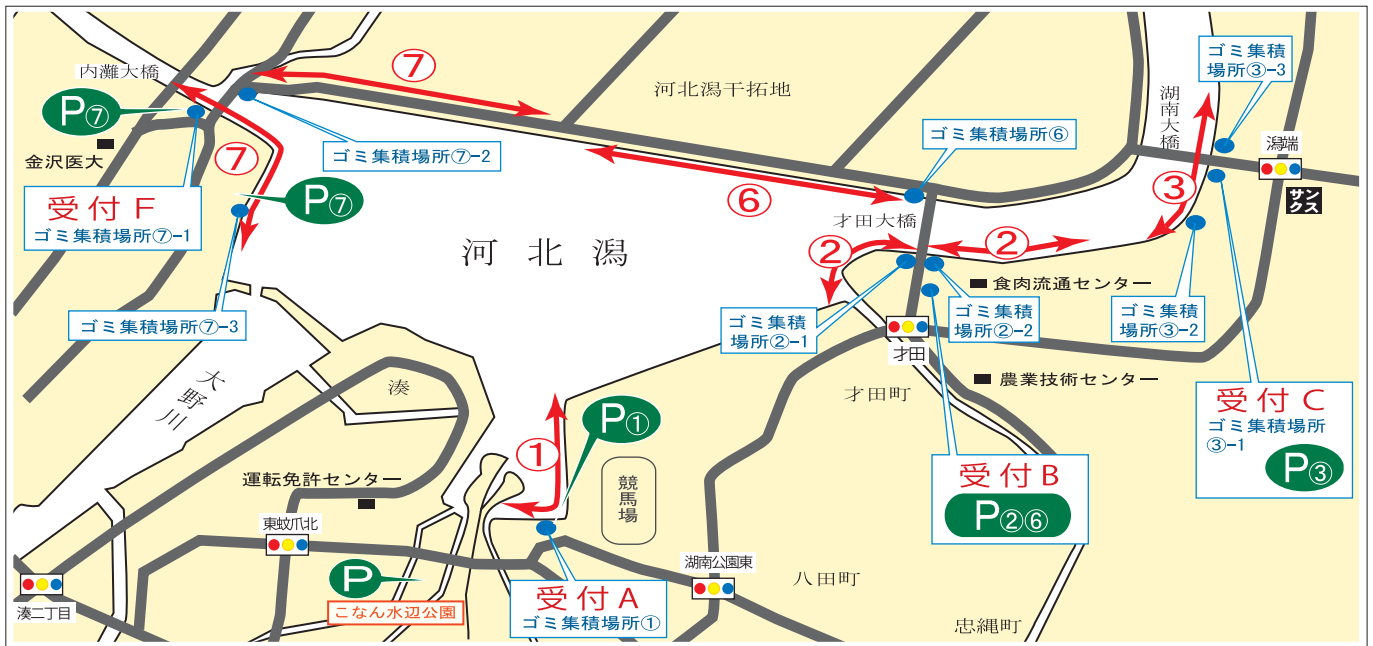 内灘大橋
P⑦
金沢医大
受付F
ゴミ集積場所⑦-1
⑦
ゴミ集積場所⑦-2
⑦
P⑦
ゴミ集積場所⑦-3
河北潟干拓地
⑥
ゴミ集積場所⑥
河北潟
才田大橋
②
②
湖南大橋
③
ゴミ集積
場所③-3
潟端
サン
クス
食肉流通センター
ゴミ集積
場所②-1
ゴミ集積
場所②-2
ゴミ集積
場所③-2
才田
農業技術センター
才田町
受付C
ゴミ集積場所
③-1
P③
受付B
P②⑥
大野川
湊
①
P①
競馬場
運転免許センター
東蚊爪北
湊二丁目
P
こなん水辺公園
受付A
ゴミ集積場所①
湖南公園東
八田町
忠縄町